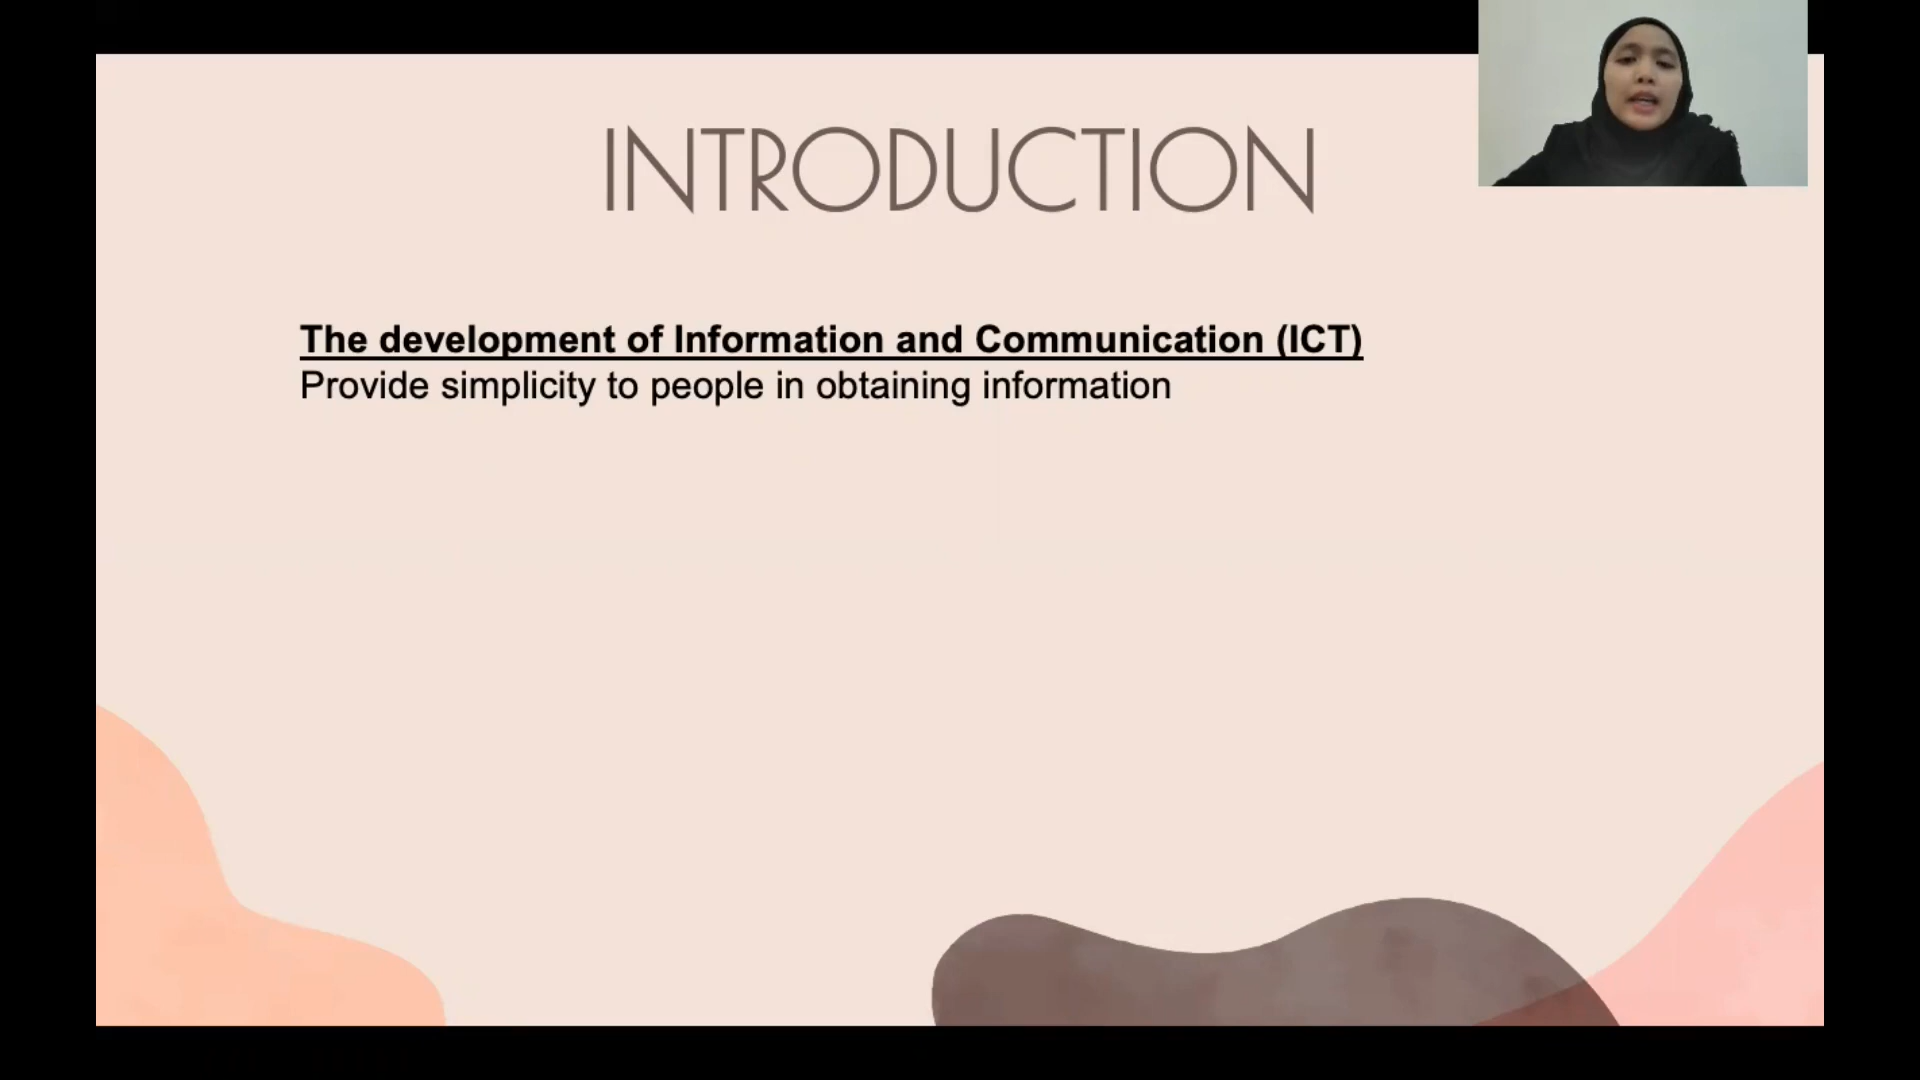 INTRODUCTION
The development of Information and Communication (ICT)
Provide simplicity to people in obtaining information